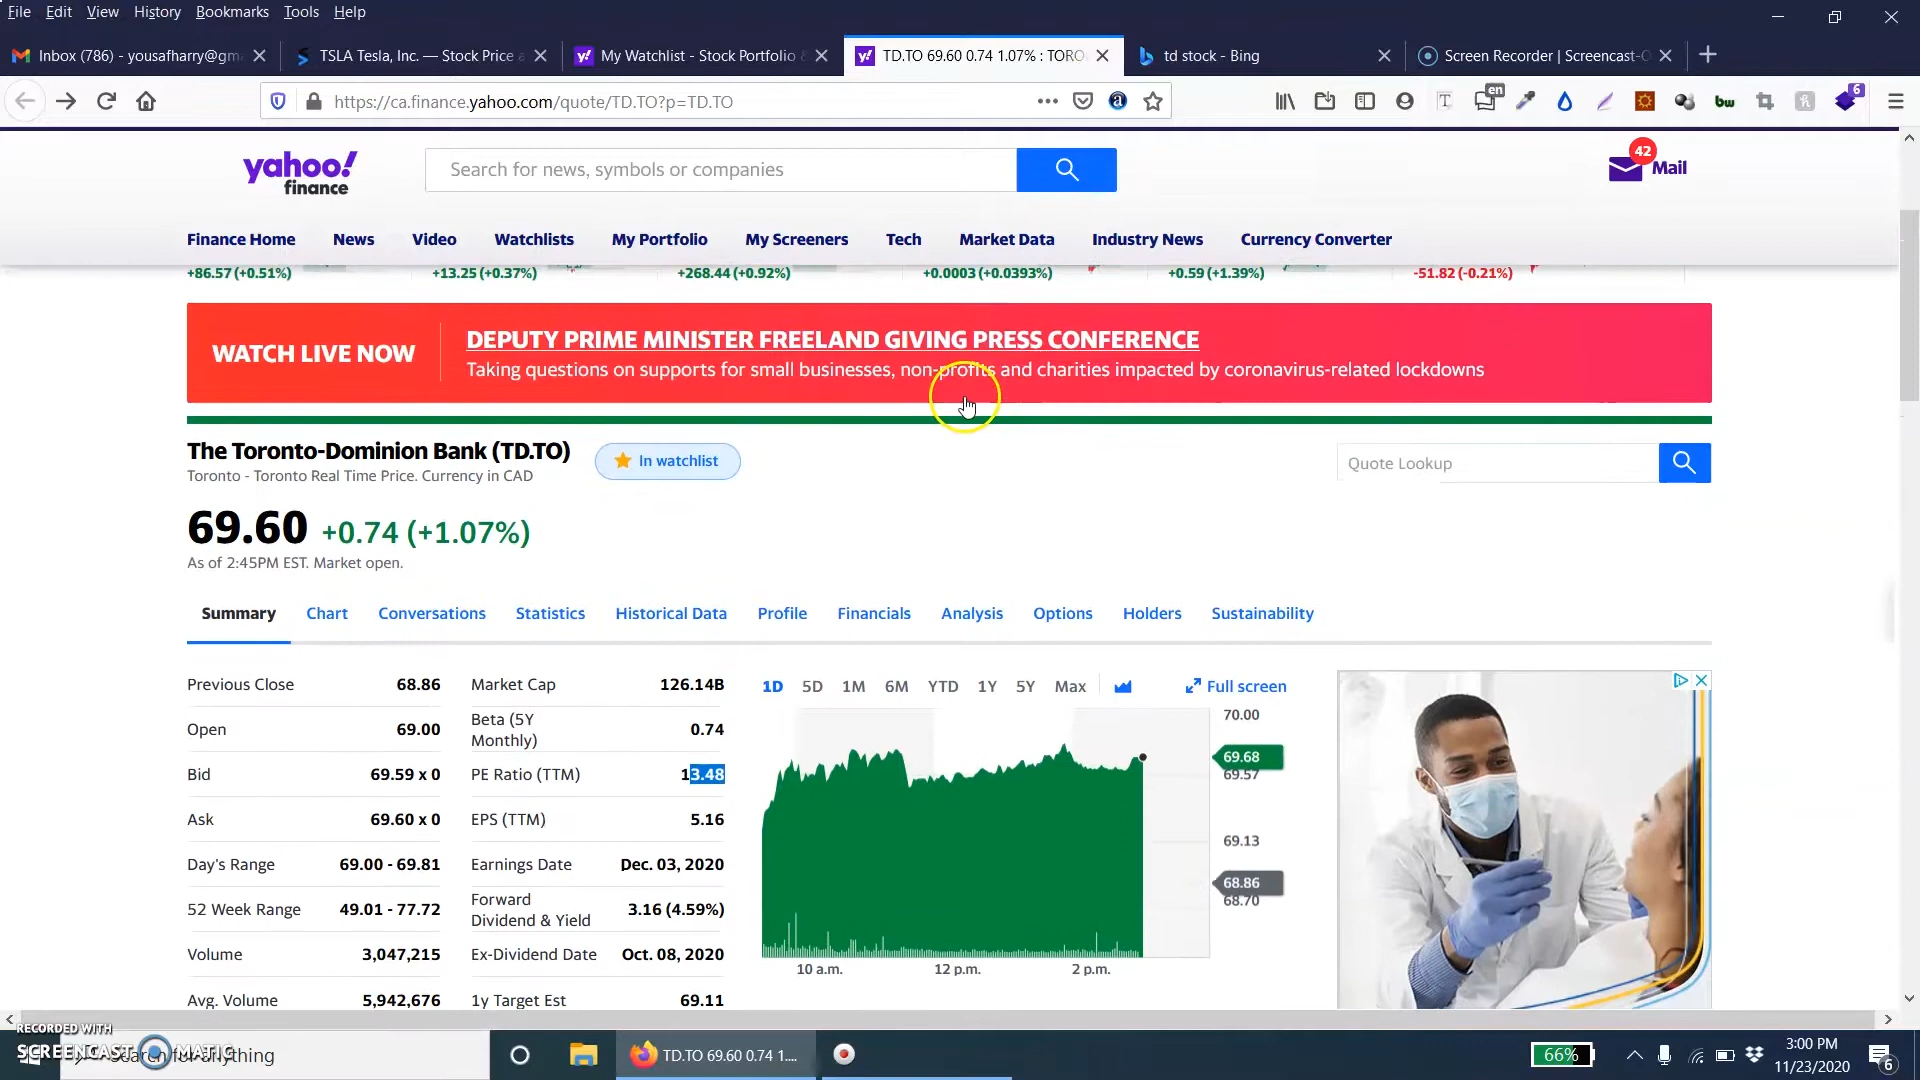 File Edit View History Bookmarks Tools Help
Inbox (786) - yousafharry@gm
TSLA Tesla, Inc. — Stock Price a
My Watchlist - Stock Portfolio &
TD.TO 69.60 0.74 1.07% : TORO
td stock - Bing
Screen Recorder | Screencast-O
https://ca.finance.yahoo.com/quote/TD.TO?p=TD.TO
en
bw
6
yahoo!
finance
Search for news, symbols or companies
42
Mail
Finance Home News Video Watchlists My Portfolio My Screeners Tech Market Data Industry News Currency Converter
+86.57 (+0.51%) +13.25 (+0.37%) +268.44 (+0.92%) +0.0003 (+0.0393%) +0.59 (+1.39%) -51.82 (-0.21%)
WATCH LIVE NOW
DEPUTY PRIME MINISTER FREELAND GIVING PRESS CONFERENCE
Taking questions on supports for small businesses, non-profits and charities impacted by coronavirus-related lockdowns
The Toronto-Dominion Bank (TD.TO)
In watchlist
Toronto - Toronto Real Time Price. Currency in CAD
Quote Lookup
69.60 +0.74 (+1.07%)
As of 2:45PM EST. Market open.
Summary Chart Conversations Statistics Historical Data Profile Financials Analysis Options Holders Sustainability
Previous Close 68.86
Open 69.00
Bid 69.59 x 0
Ask 69.60 x 0
Day's Range 69.00 - 69.81
52 Week Range 49.01 - 77.72
Volume 3,047,215
Avg. Volume 5,942,676
Market Cap 126.14B
Beta (5Y
Monthly) 0.74
PE Ratio (TTM) 13.48
EPS (TTM) 5.16
Earnings Date Dec. 03, 2020
Forward
Dividend & Yield 3.16 (4.59%)
Ex-Dividend Date Oct. 08, 2020
1y Target Est 69.11
1D 5D 1M 6M YTD 1Y 5Y Max
Full screen
70.00
69.68
69.57
69.13
68.86
68.70
10 a.m. 12 p.m. 2 p.m.
RECORDED WITH
SCREENCAST MATIC
Search for anything
TD.TO 69.60 0.74 1....
66%
3:00 PM
11/23/2020
6